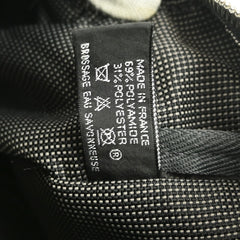 MADE IN FRANCE
69% POLYAMIDE
31% POLYESTER
®
BROSSAGE EAU SAVONNEUSE